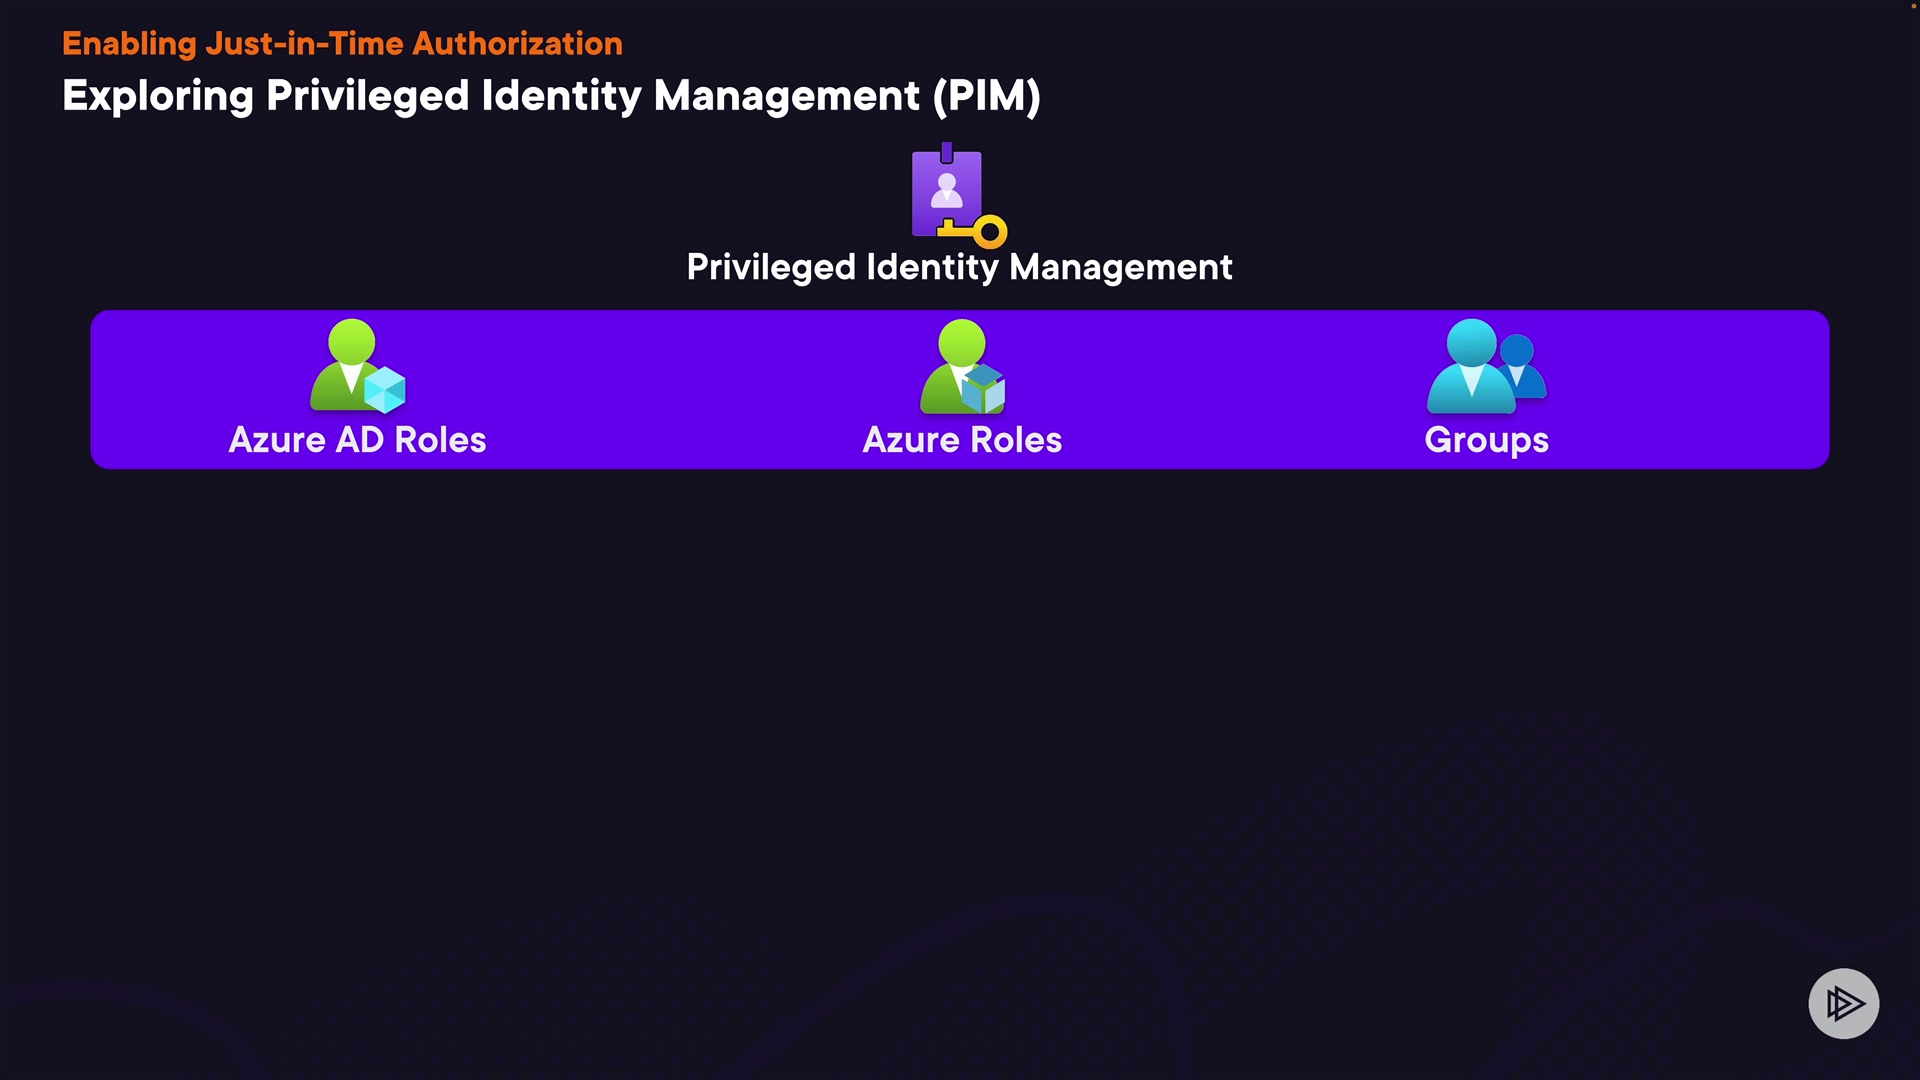 Enabling Just-in-Time Authorization
Exploring Privileged Identity Management (PIM)
Privileged Identity Management
Azure AD Roles
Azure Roles
Groups